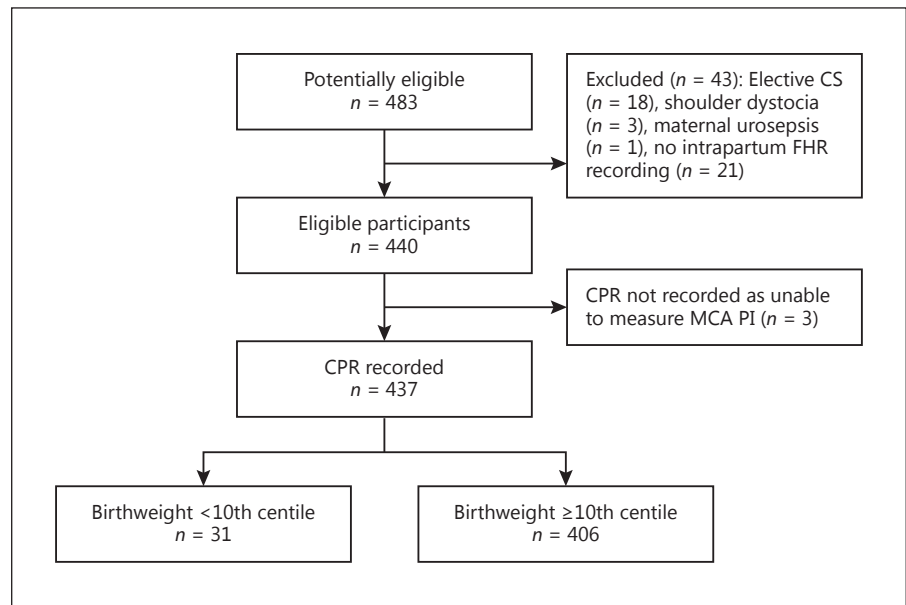 Potentially eligible
n = 483
Excluded (n = 43): Elective CS
(n = 18), shoulder dystocia
(n = 3), maternal urosepsis
(n = 1), no intrapartum FHR
recording (n = 21)
Eligible participants
n = 440
CPR not recorded as unable
to measure MCA PI (n = 3)
CPR recorded
n = 437
Birthweight <10th centile
n = 31
Birthweight ≥10th centile
n = 406